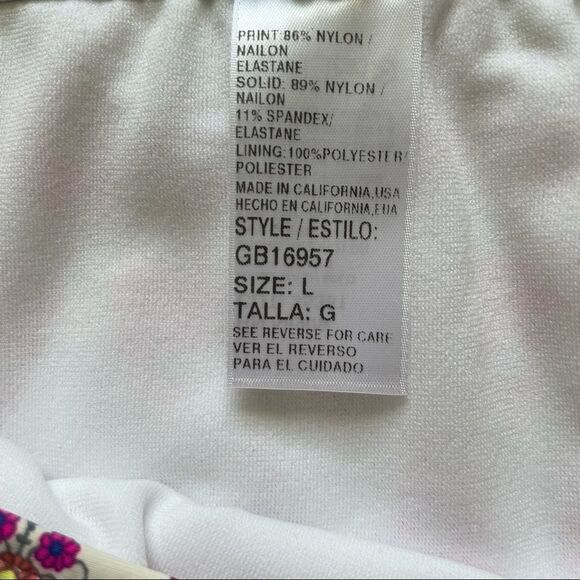 PRINT:86% NYLON /
NAILON
ELASTANE
SOLID: 89% NYLON /
NAILON
11% SPANDEX/
ELASTANE
LINING:100%POLYESTER/
POLIESTER
MADE IN CALIFORNIA,USA
HECHO EN CALIFORNIA,EUA
STYLE / ESTILO:
GB16957
SIZE: L
TALLA: G
SEE REVERSE FOR CARE
VER EL REVERSO
PARA EL CUIDADO